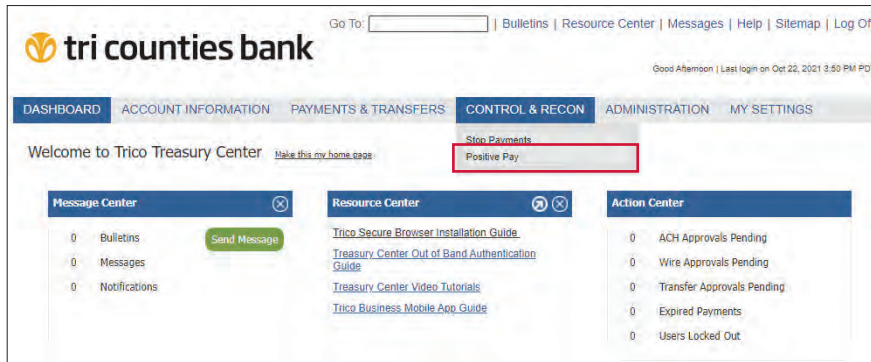 Go To: | Bulletins | Resource Center | Messages | Help | Sitemap | Log Of
tri counties bank
Good Afternoon | Last login on Oct 22, 2021 3:50 PM PD
DASHBOARD ACCOUNT INFORMATION PAYMENTS & TRANSFERS CONTROL & RECON ADMINISTRATION MY SETTINGS
Stop Payments
Positive Pay
Welcome to Trico Treasury Center Make this my home page
Message Center
0 Bulletins
Send Message
0 Messages
0 Notifications
Resource Center
Trico Secure Browser Installation Guide
Treasury Center Out of Band Authentication
Guide
Treasury Center Video Tutorials
Trico Business Mobile App Guide
Action Center
0 ACH Approvals Pending
0 Wire Approvals Pending
0 Transfer Approvals Pending
0 Expired Payments
0 Users Locked Out